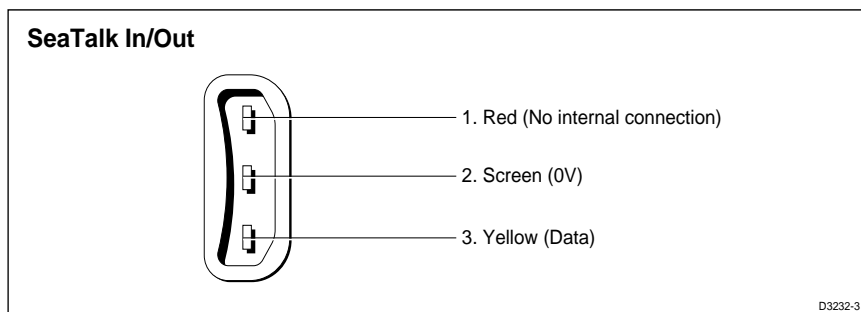 SeaTalk In/Out
1. Red (No internal connection)
2. Screen (0V)
3. Yellow (Data)
D3232-3